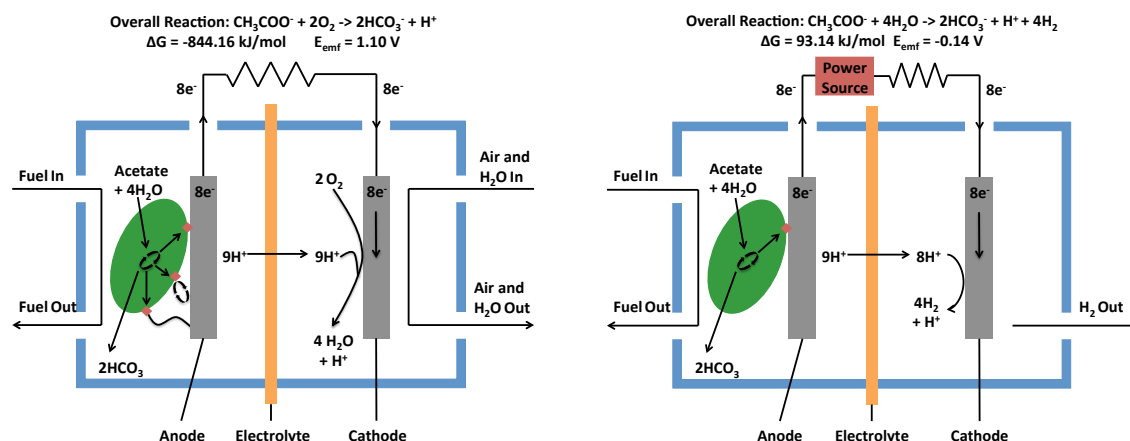 Overall Reaction: CH₃COO⁻ + 2O₂ -> 2HCO₃⁻ + H⁺
ΔG = -844.16 kJ/mol E_emf = 1.10 V
8e⁻
8e⁻
Fuel In
Acetate
+ 4H₂O
8e⁻
2 O₂
8e⁻
Air and
H₂O In
9H⁺
9H⁺
Fuel Out
Air and
H₂O Out
2HCO₃
4 H₂O
+ H⁺
Anode
Electrolyte
Cathode
Overall Reaction: CH₃COO⁻ + 4H₂O -> 2HCO₃⁻ + H⁺ + 4H₂
ΔG = 93.14 kJ/mol E_emf = -0.14 V
Power
Source
8e⁻
8e⁻
Fuel In
Acetate
+ 4H₂O
8e⁻
8e⁻
9H⁺
8H⁺
Fuel Out
4H₂
+ H⁺
H₂ Out
2HCO₃
Anode
Electrolyte
Cathode